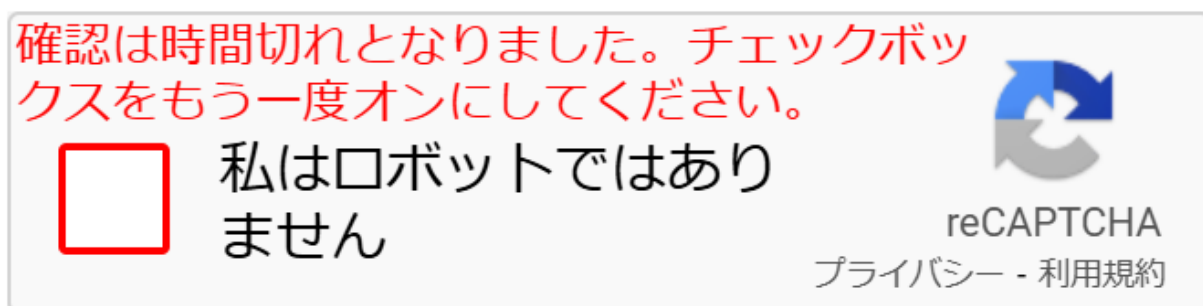 確認は時間切れとなりました。チェックボッ
クスをもう一度オンにしてください。
私はロボットではあり
ません
reCAPTCHA
プライバシー - 利用規約